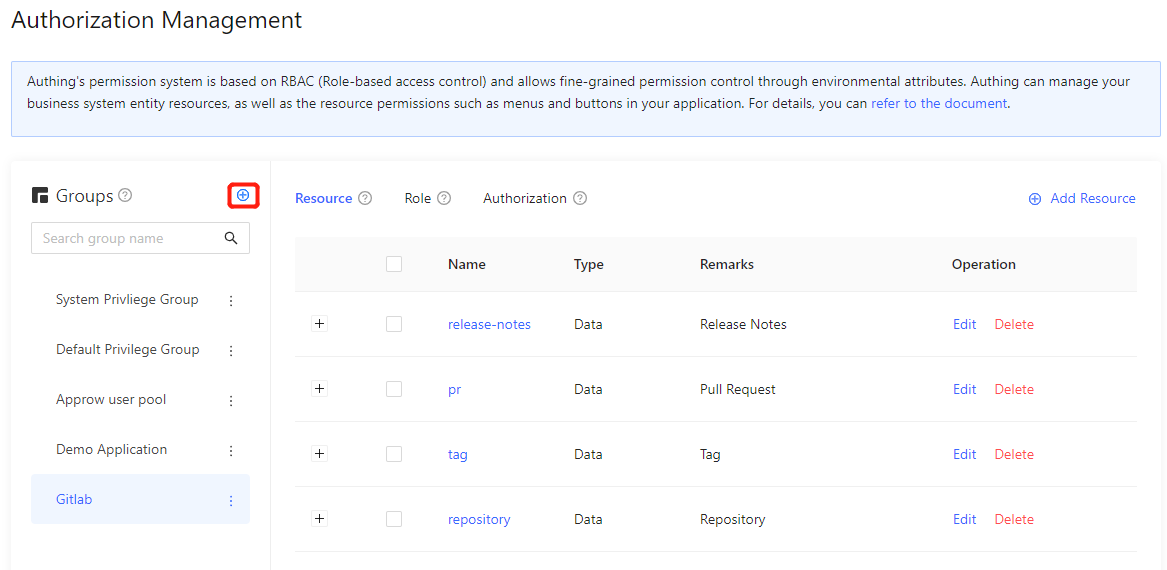 Authorization Management
Authing's permission system is based on RBAC (Role-based access control) and allows fine-grained permission control through environmental attributes. Authing can manage your
business system entity resources, as well as the resource permissions such as menus and buttons in your application. For details, you can refer to the document.
Groups
Search group name
System Privliege Group
Default Privilege Group
Approw user pool
Demo Application
Gitlab
Resource Role Authorization Add Resource
Name Type Remarks Operation
release-notes Data Release Notes Edit Delete
pr Data Pull Request Edit Delete
tag Data Tag Edit Delete
repository Data Repository Edit Delete